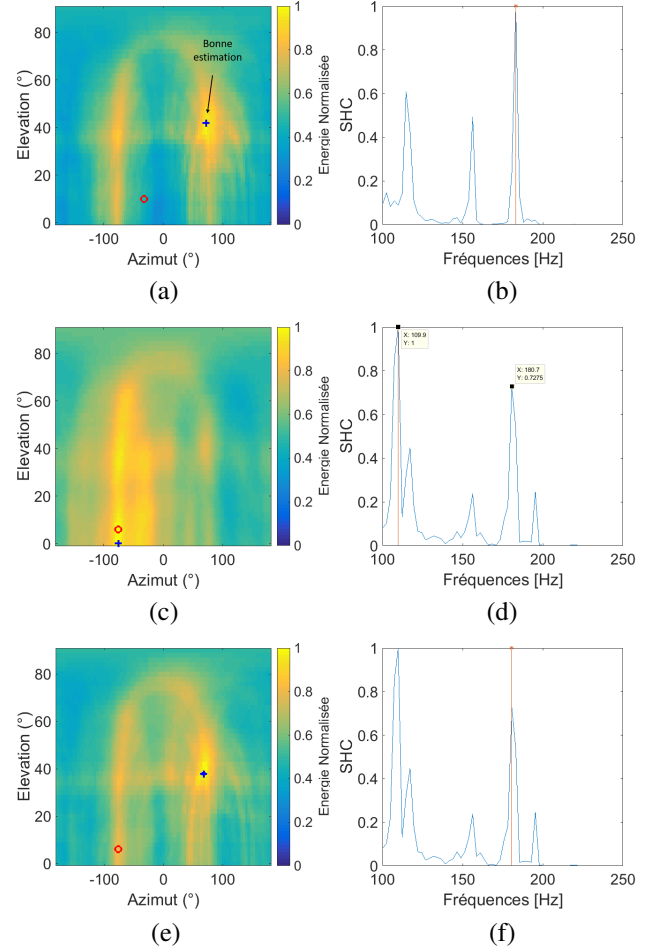 80
60
40
20
0
Elevation (°)
Bonne
estimation
-100
0
100
Azimut (°)
1
0.8
0.6
0.4
0.2
0
Energie Normalisée
(a)
1
0.8
0.6
0.4
0.2
0
SHC
100
150
200
250
Fréquences [Hz]
(b)
80
60
40
20
0
Elevation (°)
-100
0
100
Azimut (°)
1
0.8
0.6
0.4
0.2
0
Energie Normalisée
(c)
1
0.8
0.6
0.4
0.2
0
SHC
X: 109.9
Y: 1
X: 180.7
Y: 0.7275
100
150
200
250
Fréquences [Hz]
(d)
80
60
40
20
0
Elevation (°)
-100
0
100
Azimut (°)
1
0.8
0.6
0.4
0.2
0
Energie Normalisée
(e)
1
0.8
0.6
0.4
0.2
0
SHC
100
150
200
250
Fréquences [Hz]
(f)